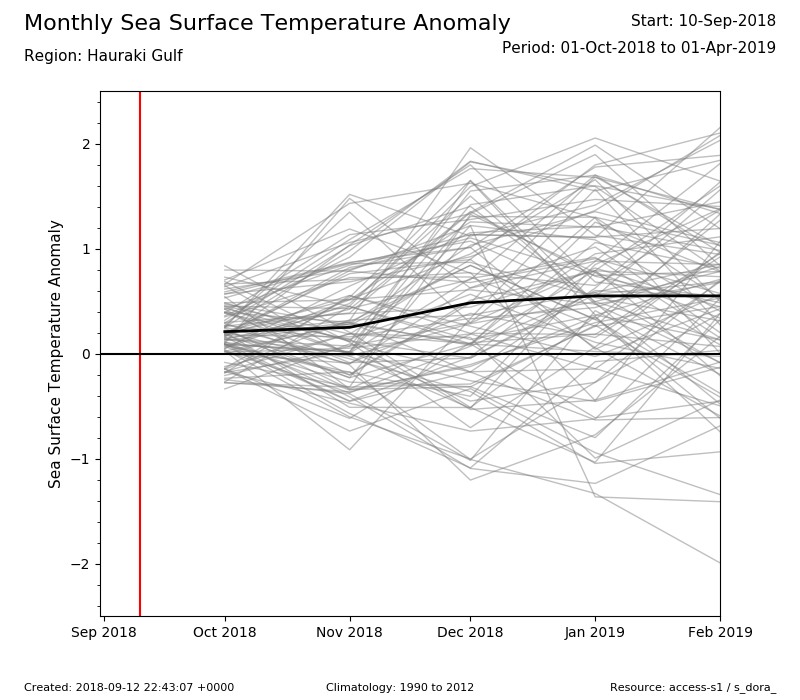 Monthly Sea Surface Temperature Anomaly
Start: 10-Sep-2018
Region: Hauraki Gulf
Period: 01-Oct-2018 to 01-Apr-2019
Sea Surface Temperature Anomaly
2
1
0
−1
−2
Sep 2018 Oct 2018 Nov 2018 Dec 2018 Jan 2019 Feb 2019
Created: 2018-09-12 22:43:07 +0000 Climatology: 1990 to 2012 Resource: access-s1 / s_dora_